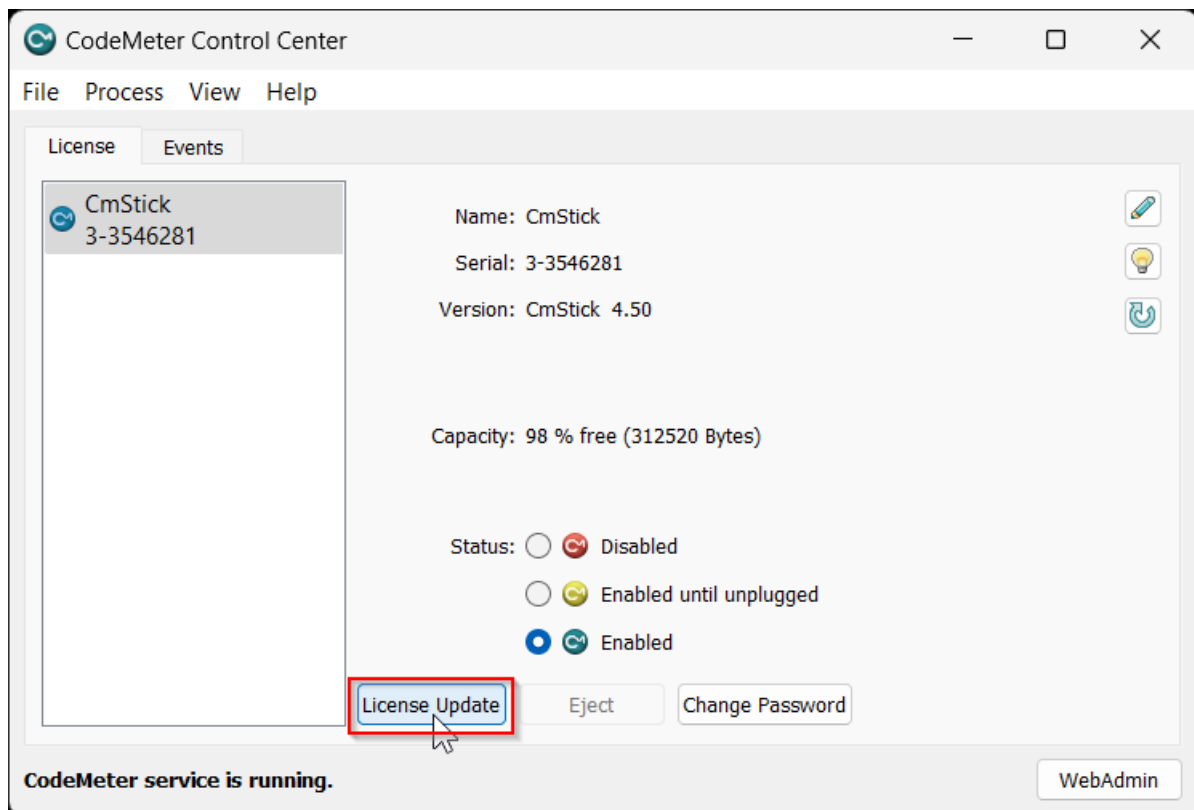 CodeMeter Control Center
File Process View Help
License Events
CmStick
3-3546281
Name: CmStick
Serial: 3-3546281
Version: CmStick 4.50
Capacity: 98 % free (312520 Bytes)
Status: Disabled
Enabled until unplugged
Enabled
License Update Eject Change Password
CodeMeter service is running. WebAdmin